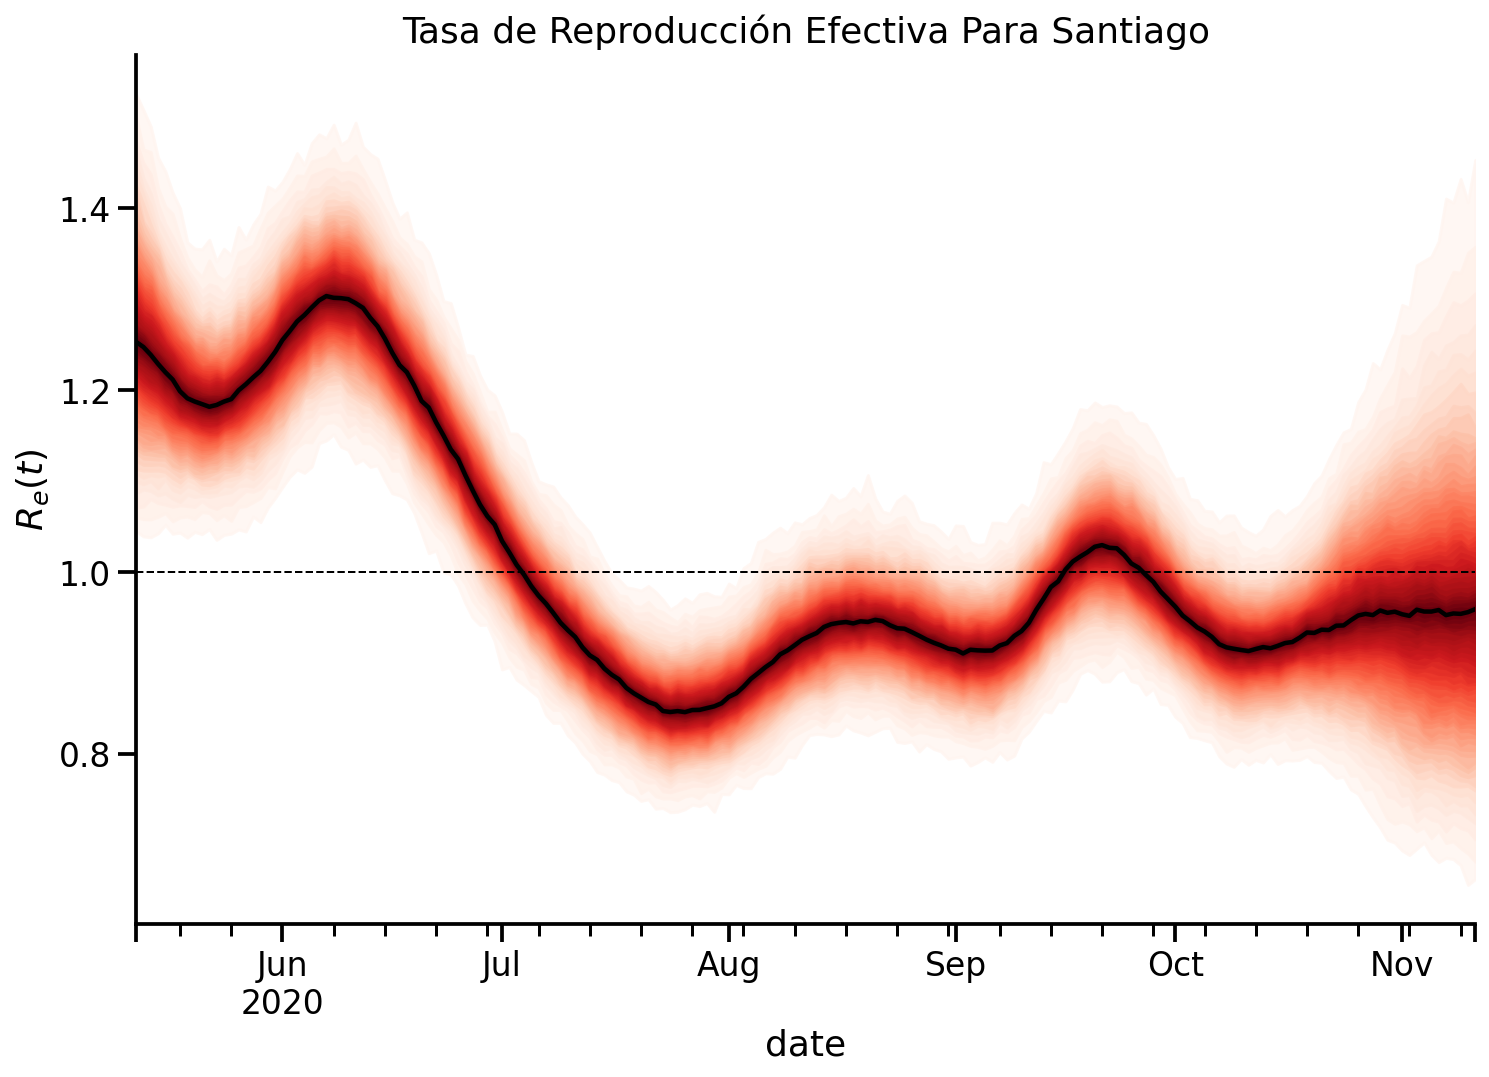 Tasa de Reproducción Efectiva Para Santiago
1.4
1.2
1.0
0.8
Rₑ(t)
Jun Jul Aug Sep Oct Nov
2020
date